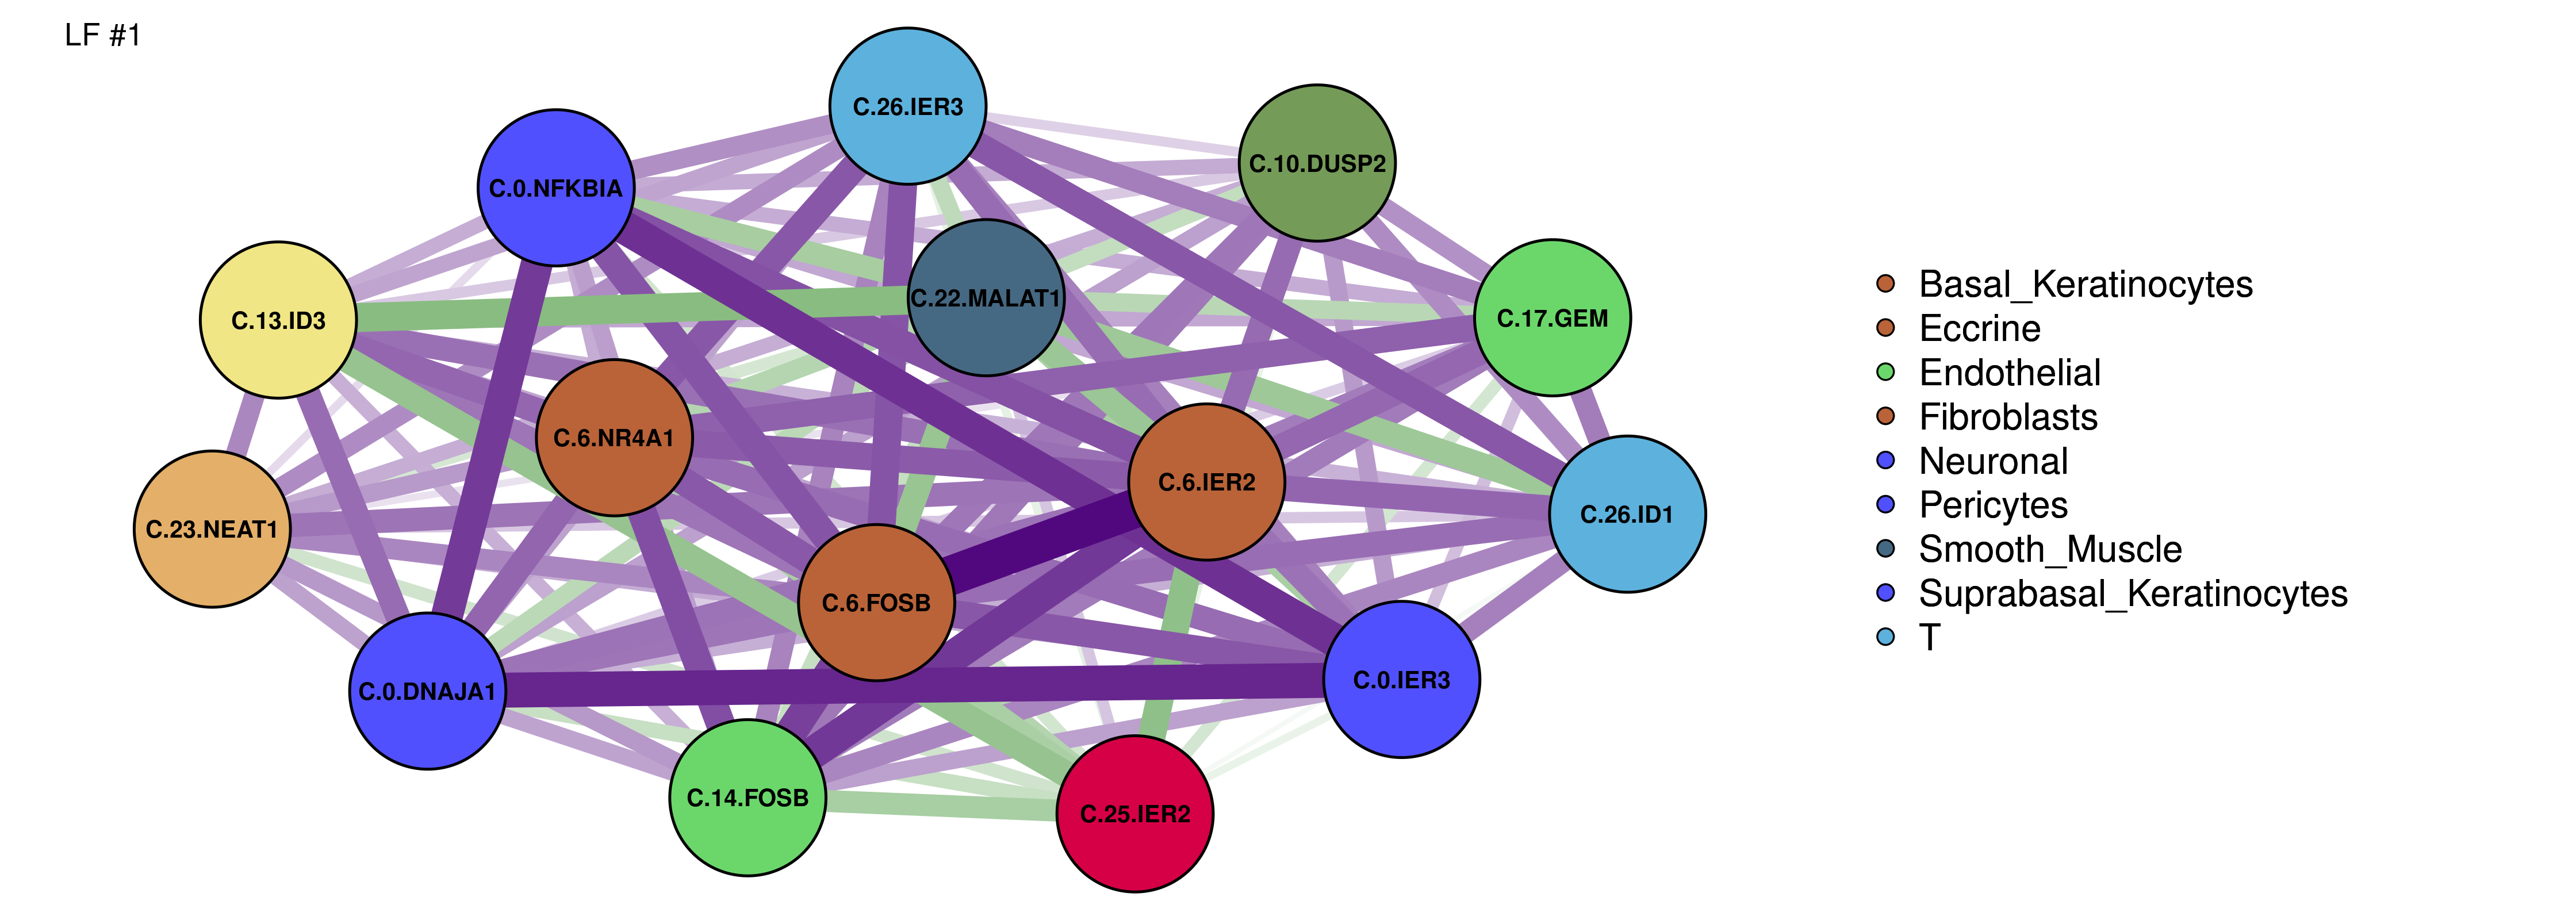 LF #1
C.26.IER3
C.10.DUSP2
C.0.NFKBIA
C.22.MALAT1
C.13.ID3
C.17.GEM
C.6.NR4A1
C.6.IER2
C.26.ID1
C.23.NEAT1
C.6.FOSB
C.0.DNAJA1
C.0.IER3
C.14.FOSB
C.25.IER2
Basal_Keratinocytes
Eccrine
Endothelial
Fibroblasts
Neuronal
Pericytes
Smooth_Muscle
Suprabasal_Keratinocytes
T